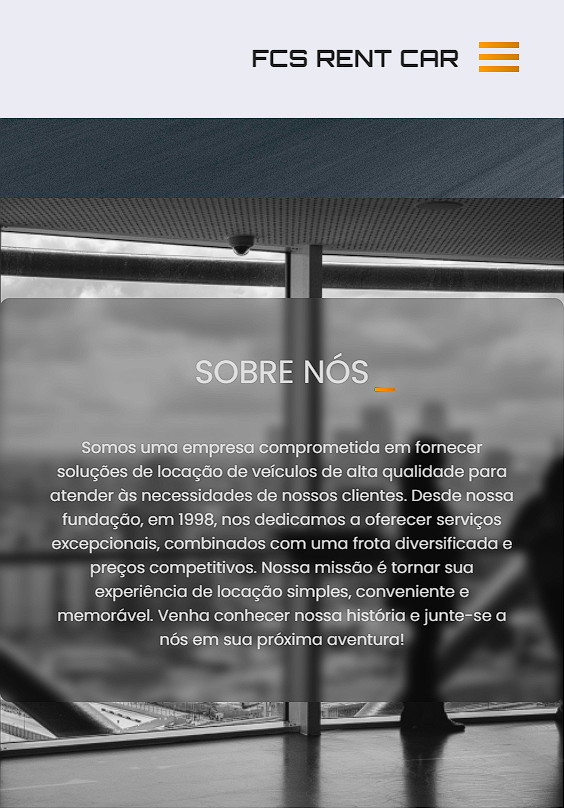 FCS RENT CAR
SOBRE NÓS
Somos uma empresa comprometida em fornecer
soluções de locação de veículos de alta qualidade para
atender às necessidades de nossos clientes. Desde nossa
fundação, em 1998, nos dedicamos a oferecer serviços
excepcionais, combinados com uma frota diversificada e
preços competitivos. Nossa missão é tornar sua
experiência de locação simples, conveniente e
memorável. Venha conhecer nossa história e junte-se a
nós em sua próxima aventura!